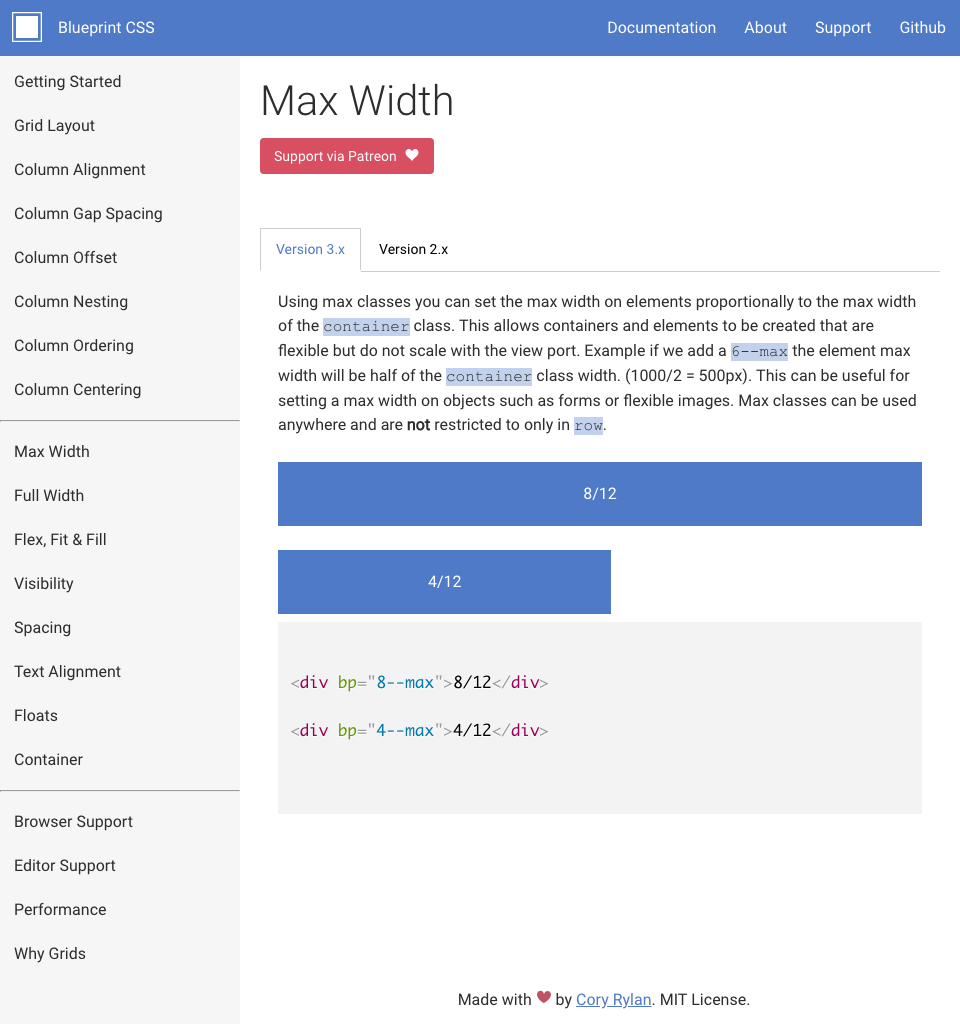 Blueprint CSS
Documentation
About
Support
Github
Getting Started
Grid Layout
Column Alignment
Column Gap Spacing
Column Offset
Column Nesting
Column Ordering
Column Centering
Max Width
Full Width
Flex, Fit & Fill
Visibility
Spacing
Text Alignment
Floats
Container
Browser Support
Editor Support
Performance
Why Grids
Max Width
Support via Patreon
Version 3.x
Version 2.x
Using max classes you can set the max width on elements proportionally to the max width
of the container class. This allows containers and elements to be created that are
flexible but do not scale with the view port. Example if we add a 6--max the element max
width will be half of the container class width. (1000/2 = 500px). This can be useful for
setting a max width on objects such as forms or flexible images. Max classes can be used
anywhere and are not restricted to only in row.
8/12
4/12
<div bp="8--max">8/12</div>
<div bp="4--max">4/12</div>
Made with ♥ by Cory Rylan. MIT License.